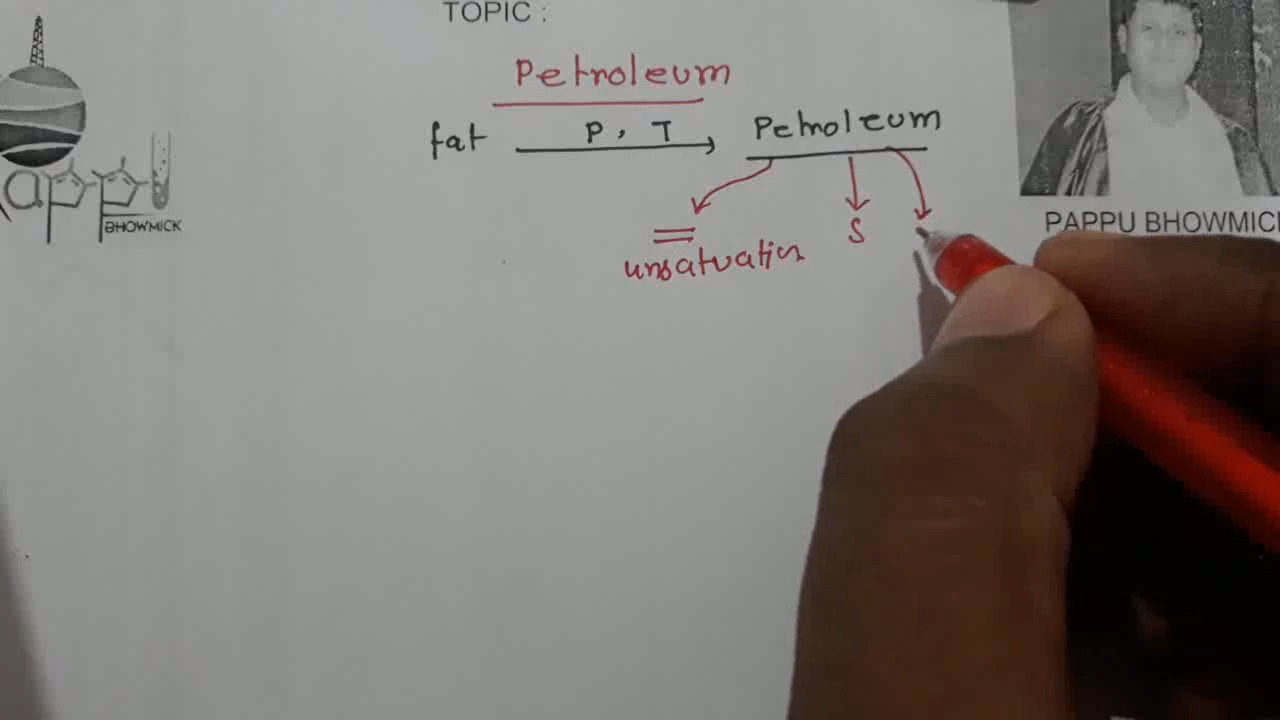 TOPIC :
Petroleum
fat P, T Petroleum
= S
unsatuation
BHOWMICK
PAPPU BHOWMICK